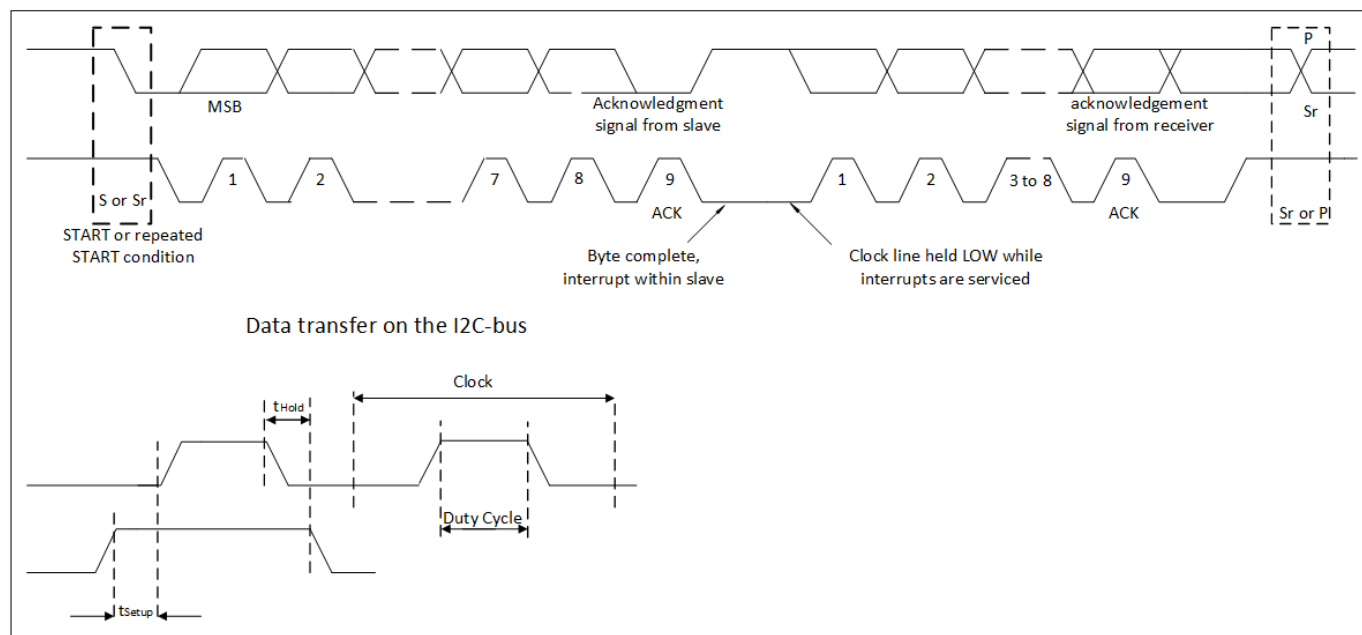 P
MSB
Acknowledgment
signal from slave
acknowledgement
signal from receiver
Sr
1
2
7
8
9
1
2
3 to 8
9
S or Sr
ACK
ACK
Sr or P
START or repeated
START condition
Byte complete,
interrupt within slave
Clock line held LOW while
interrupts are serviced
Data transfer on the I2C-bus
Clock
tHold
Duty Cycle
tSetup